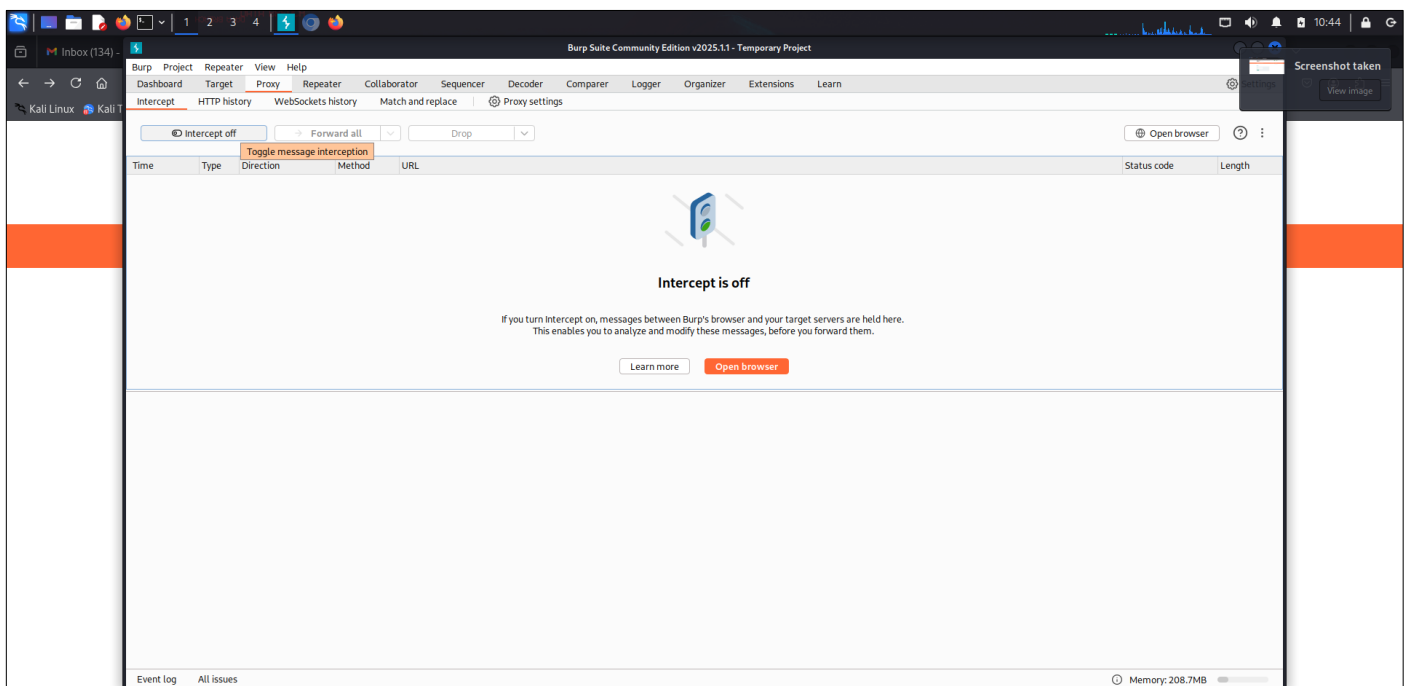 1 2 3 4 10:44
Inbox (134) - Burp Suite Community Edition v2025.1.1 - Temporary Project Screenshot taken
Burp Project Repeater View Help
Dashboard Target Proxy Repeater Collaborator Sequencer Decoder Comparer Logger Organizer Extensions Learn Settings View image
Kali Linux Kali T Intercept HTTP history WebSockets history Match and replace Proxy settings
Intercept off Forward all Drop Open browser ?
Toggle message interception
Time Type Direction Method URL Status code Length
Intercept is off
If you turn Intercept on, messages between Burp's browser and your target servers are held here.
This enables you to analyze and modify these messages, before you forward them.
Learn more Open browser
Event log All issues Memory: 208.7MB